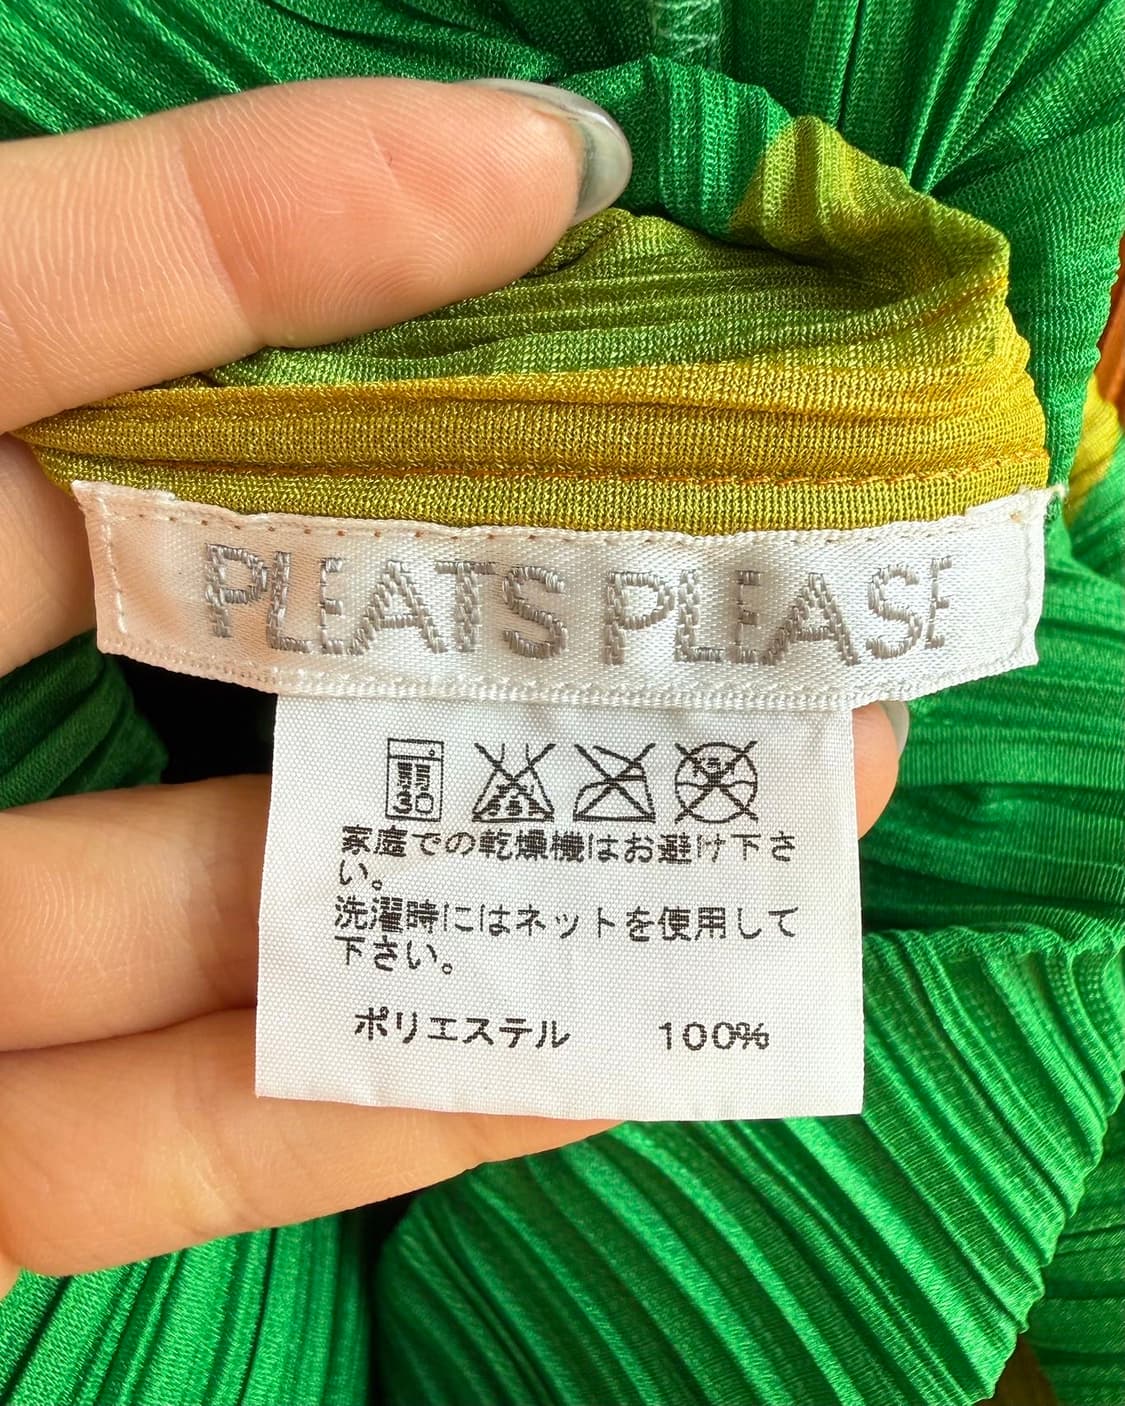 PLEATS PLEASE
弱 30
家庭での乾燥機はお避け下さ
い。
洗濯時にはネットを使用して
下さい。
ポリエステル 100%